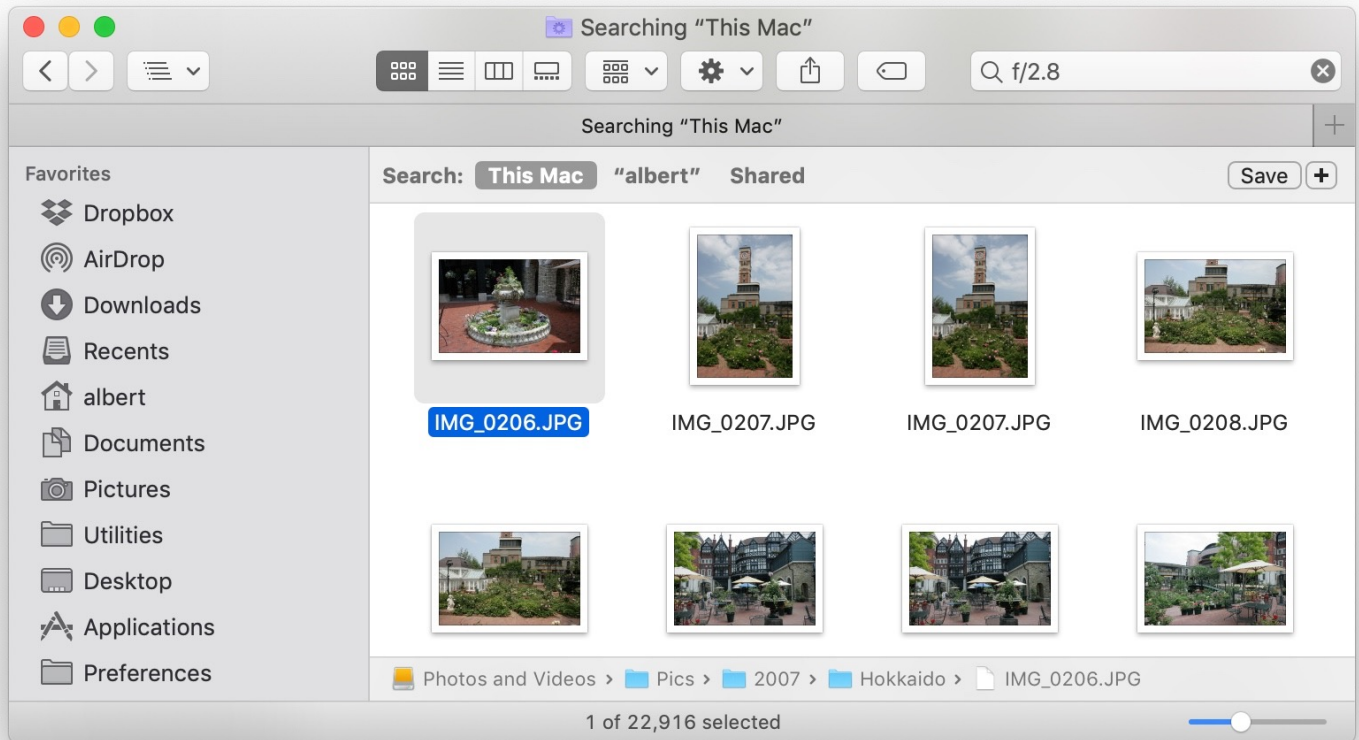 Searching “This Mac”
f/2.8
Searching “This Mac”
Favorites
Dropbox
AirDrop
Downloads
Recents
albert
Documents
Pictures
Utilities
Desktop
Applications
Preferences
Search: This Mac “albert” Shared Save +
IMG_0206.JPG IMG_0207.JPG IMG_0207.JPG IMG_0208.JPG
Photos and Videos › Pics › 2007 › Hokkaido › IMG_0206.JPG
1 of 22,916 selected